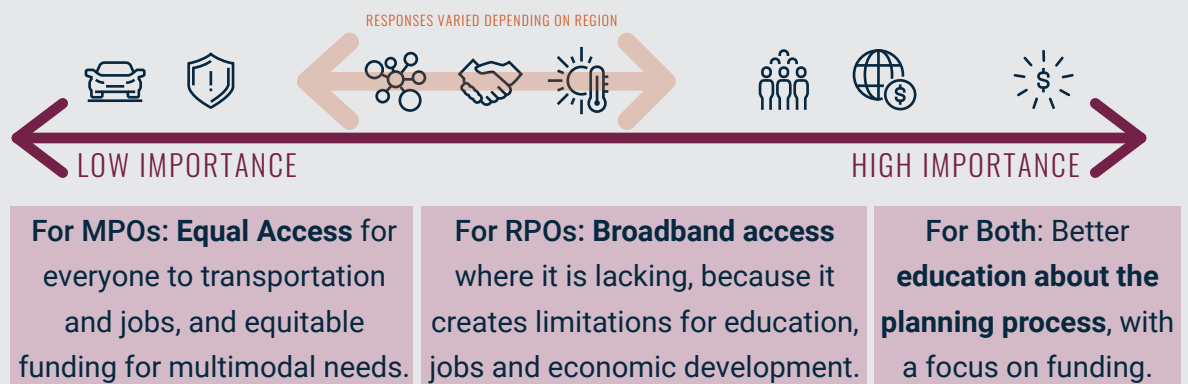 RESPONSES VARIED DEPENDING ON REGION
LOW IMPORTANCE
HIGH IMPORTANCE
For MPOs: Equal Access for
everyone to transportation
and jobs, and equitable
funding for multimodal needs.
For RPOs: Broadband access
where it is lacking, because it
creates limitations for education,
jobs and economic development.
For Both: Better
education about the
planning process, with
a focus on funding.